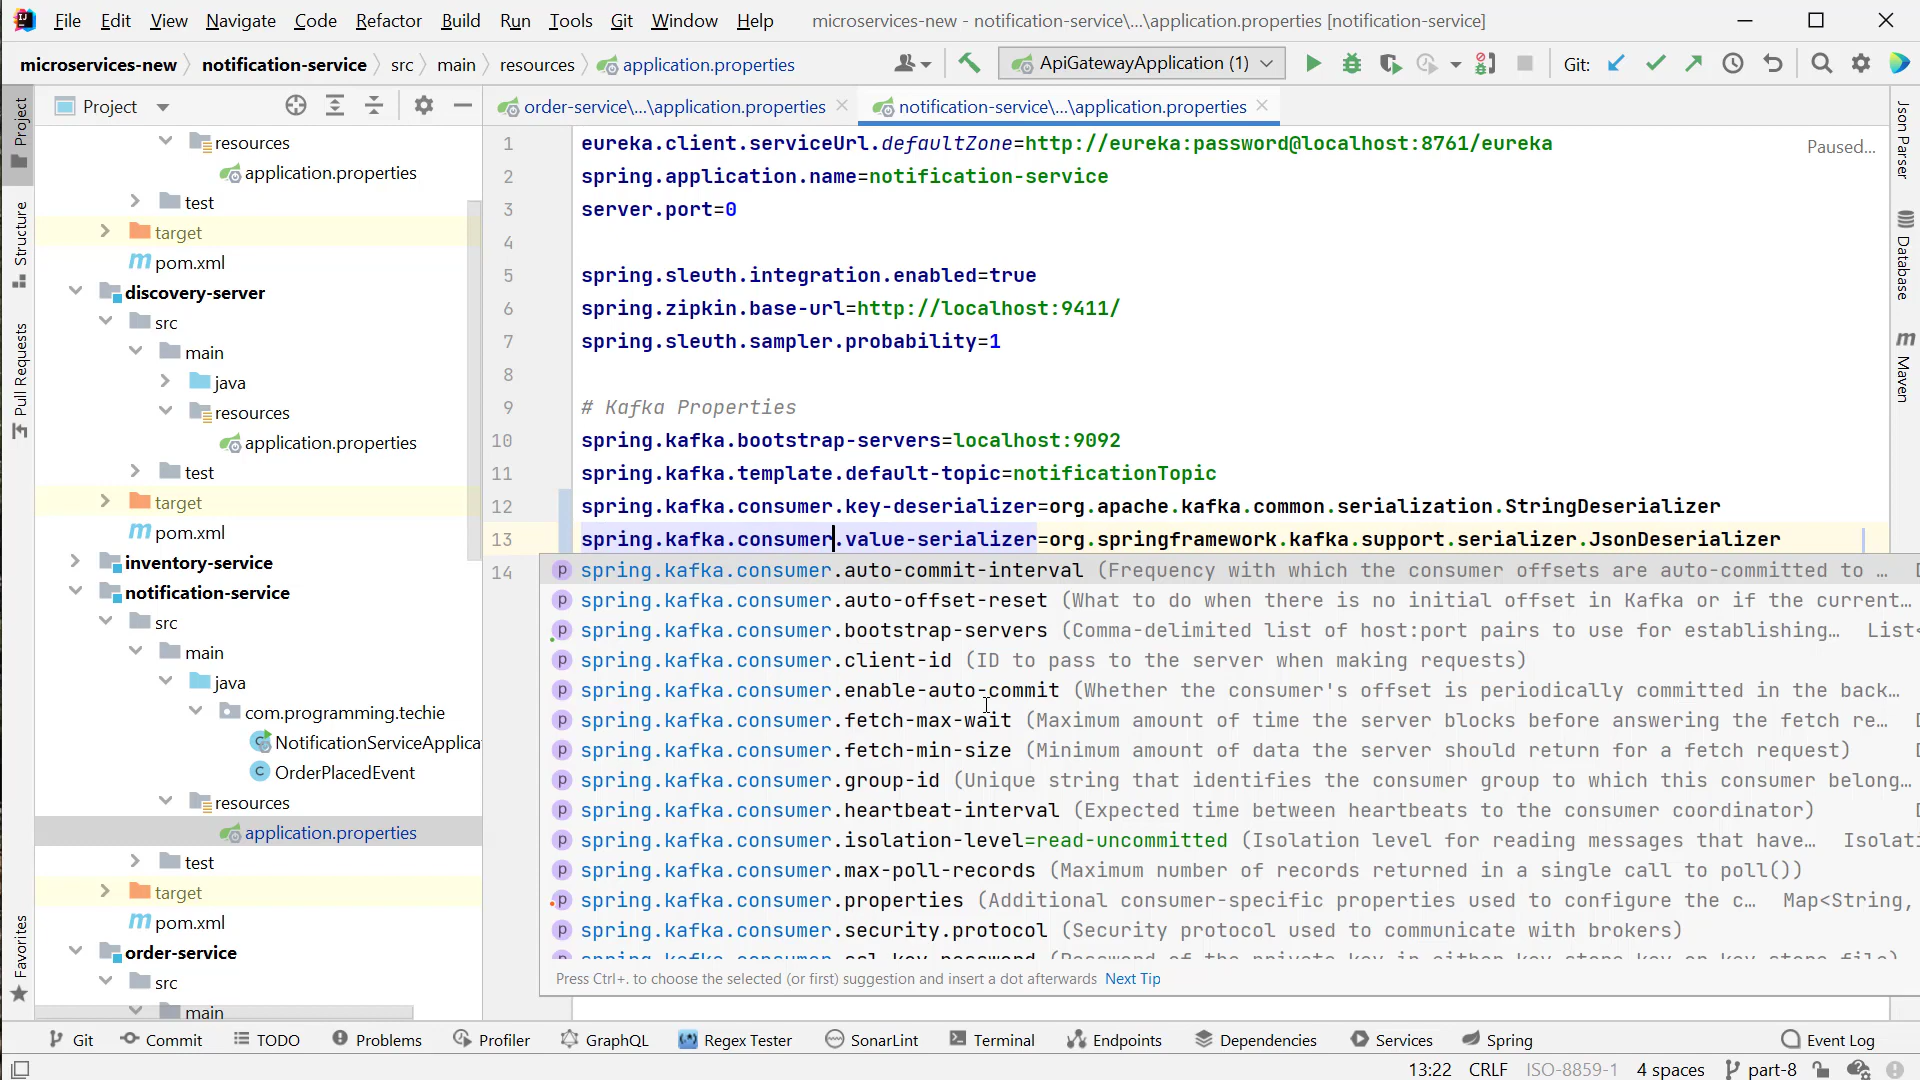 File Edit View Navigate Code Refactor Build Run Tools Git Window Help microservices-new - notification-service\...\application.properties [notification-service]
microservices-new notification-service src main resources application.properties ApiGatewayApplication (1) Git:
Project
order-service\...\application.properties
notification-service\...\application.properties
Project
Structure
Pull Requests
Favorites
resources
application.properties
test
target
pom.xml
discovery-server
src
main
java
resources
application.properties
test
target
pom.xml
inventory-service
notification-service
src
main
java
com.programming.techie
NotificationServiceApplica
OrderPlacedEvent
resources
application.properties
test
target
pom.xml
order-service
src
main
1 eureka.client.serviceUrl.defaultZone=http://eureka:password@localhost:8761/eureka
Paused...
2 spring.application.name=notification-service
3 server.port=0
4
5 spring.sleuth.integration.enabled=true
6 spring.zipkin.base-url=http://localhost:9411/
7 spring.sleuth.sampler.probability=1
8
9 # Kafka Properties
10 spring.kafka.bootstrap-servers=localhost:9092
11 spring.kafka.template.default-topic=notificationTopic
12 spring.kafka.consumer.key-deserializer=org.apache.kafka.common.serialization.StringDeserializer
13 spring.kafka.consumer.value-serializer=org.springframework.kafka.support.serializer.JsonDeserializer
14
p spring.kafka.consumer.auto-commit-interval (Frequency with which the consumer offsets are auto-committed to … D
p spring.kafka.consumer.auto-offset-reset (What to do when there is no initial offset in Kafka or if the current…
p spring.kafka.consumer.bootstrap-servers (Comma-delimited list of host:port pairs to use for establishing… List<
p spring.kafka.consumer.client-id (ID to pass to the server when making requests)
p spring.kafka.consumer.enable-auto-commit (Whether the consumer's offset is periodically committed in the back…
p spring.kafka.consumer.fetch-max-wait (Maximum amount of time the server blocks before answering the fetch re… D
p spring.kafka.consumer.fetch-min-size (Minimum amount of data the server should return for a fetch request) D
p spring.kafka.consumer.group-id (Unique string that identifies the consumer group to which this consumer belong…
p spring.kafka.consumer.heartbeat-interval (Expected time between heartbeats to the consumer coordinator) D
p spring.kafka.consumer.isolation-level=read-uncommitted (Isolation level for reading messages that have… Isolati
p spring.kafka.consumer.max-poll-records (Maximum number of records returned in a single call to poll())
p spring.kafka.consumer.properties (Additional consumer-specific properties used to configure the c… Map<String,
p spring.kafka.consumer.security.protocol (Security protocol used to communicate with brokers)
p spring.kafka.consumer.ssl.key-password (Password of the private key in either key store key or key store file)
Press Ctrl+. to choose the selected (or first) suggestion and insert a dot afterwards Next Tip
Json Parser
Database
Maven
Git Commit TODO Problems Profiler GraphQL Regex Tester SonarLint Terminal Endpoints Dependencies Services Spring Event Log
13:22 CRLF ISO-8859-1 4 spaces part-8